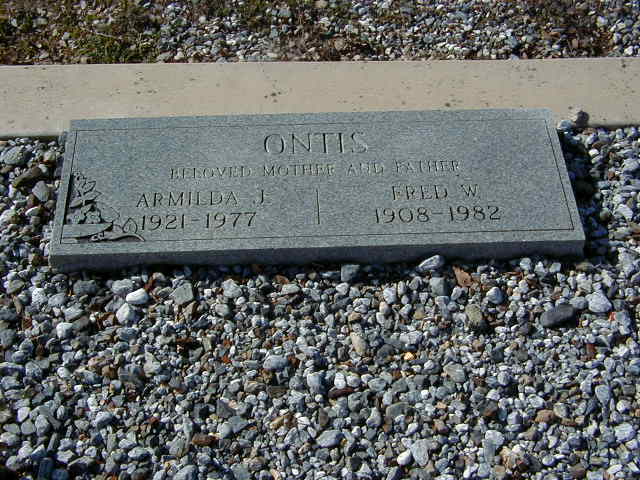 ONTIS
BELOVED MOTHER AND FATHER
ARMILDA J. FRED W.
1921-1977 1908-1982